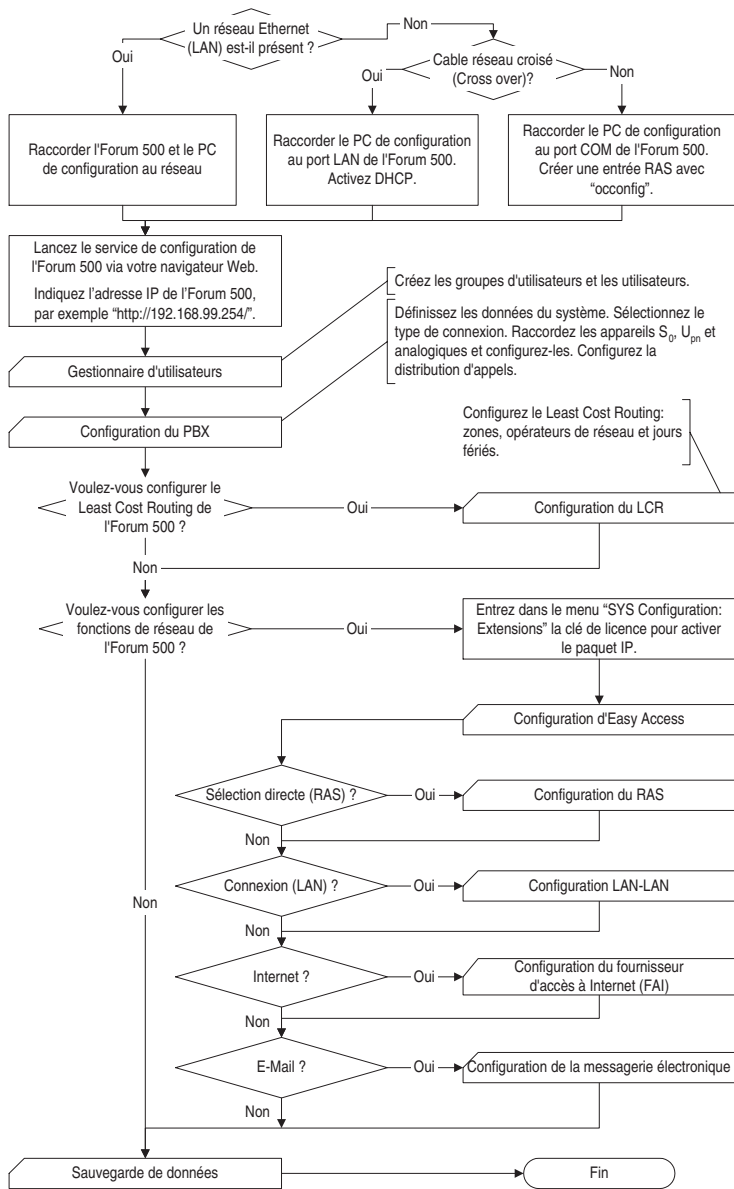 Un réseau Ethernet
(LAN) est-il présent ?
Non
Oui
Cable réseau croisé
(Cross over)?
Oui
Non
Raccorder l'Forum 500 et le PC
de configuration au réseau
Raccorder le PC de configuration
au port LAN de l'Forum 500.
Activez DHCP.
Raccorder le PC de configuration
au port COM de l'Forum 500.
Créer une entrée RAS avec
“occonfig”.
Lancez le service de configuration de
l'Forum 500 via votre navigateur Web.
Indiquez l’adresse IP de l’Forum 500,
par exemple “http://192.168.99.254/”.
Créez les groupes d'utilisateurs et les utilisateurs.
Définissez les données du système. Sélectionnez le
type de connexion. Raccordez les appareils S0, Upn et
analogiques et configurez-les. Configurez la
distribution d'appels.
Gestionnaire d'utilisateurs
Configuration du PBX
Configurez le Least Cost Routing:
zones, opérateurs de réseau et jours
fériés.
Voulez-vous configurer le
Least Cost Routing de
l'Forum 500 ?
Oui
Configuration du LCR
Non
Voulez-vous configurer les
fonctions de réseau de
l'Forum 500 ?
Oui
Entrez dans le menu “SYS Configuration:
Extensions” la clé de licence pour activer
le paquet IP.
Configuration d'Easy Access
Sélection directe (RAS) ?
Oui
Configuration du RAS
Non
Connexion (LAN) ?
Oui
Configuration LAN-LAN
Non
Non
Internet ?
Oui
Configuration du fournisseur
d'accès à Internet (FAI)
Non
E-Mail ?
Oui
Configuration de la messagerie électronique
Non
Sauvegarde de données
Fin